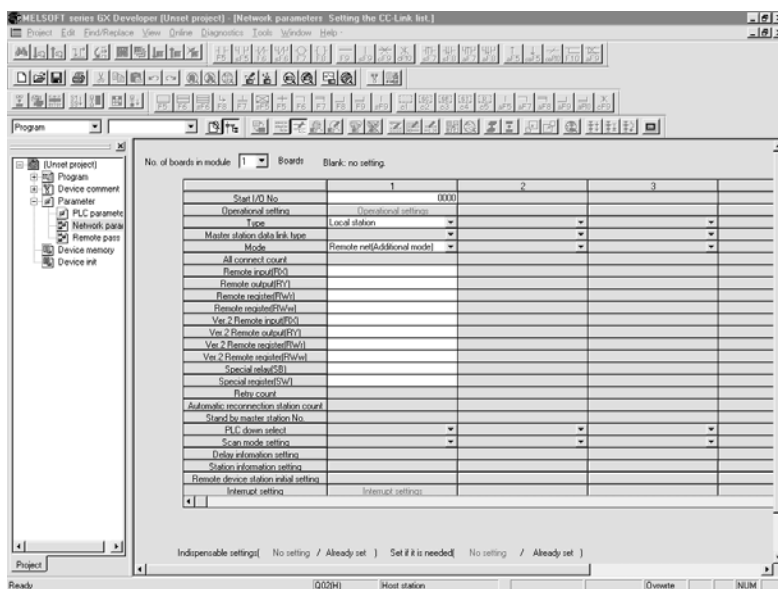 MELSOFT series GX Developer (Unset project) - [Network parameters Setting the CC-Link list.]
Project Edit Find/Replace View Online Diagnostics Tools Window Help
Program
No. of boards in module 1 Boards Blank: no setting.
(Unset project)
Program
Device comment
Parameter
PLC paramete
Network parar
Remote pass
Device memory
Device init
1 2 3
Start I/O No 0000
Operational setting Operational settings
Type Local station
Master station data link type
Mode Remote net(Additional mode)
All connect count
Remote input(RX)
Remote output(RY)
Remote register(RWr)
Remote register(RWw)
Ver.2 Remote input(RX)
Ver.2 Remote output(RY)
Ver.2 Remote register(RWr)
Ver.2 Remote register(RWw)
Special relay(SB)
Special register(SW)
Retry count
Automatic reconnection station count
Stand by master station No.
PLC down select
Scan mode setting
Delay infomation setting
Station infomation setting
Remote device station initial setting
Interrupt setting Interrupt settings
Indispensable settings( No setting / Already set ) Set if it is needed( No setting / Already set )
Project
Ready Q02(H) Host station Ovrwrte NUM